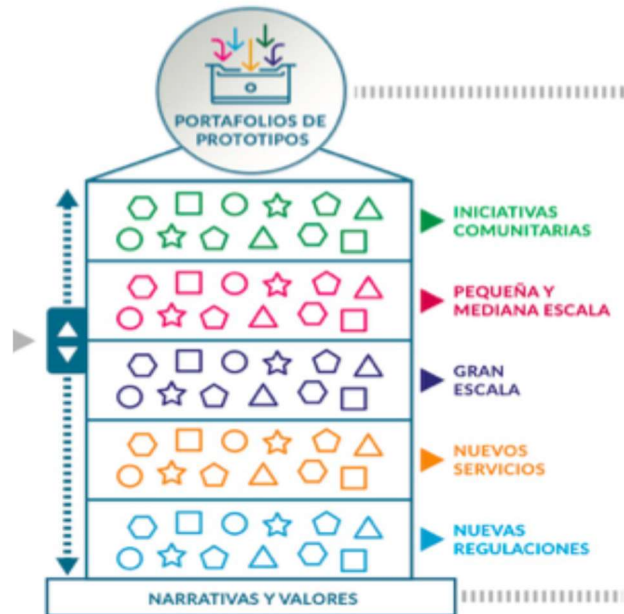 PORTAFOLIOS DE
PROTOTIPOS
INICIATIVAS
COMUNITARIAS
PEQUEÑA Y
MEDIANA ESCALA
GRAN
ESCALA
NUEVOS
SERVICIOS
NUEVAS
REGULACIONES
NARRATIVAS Y VALORES